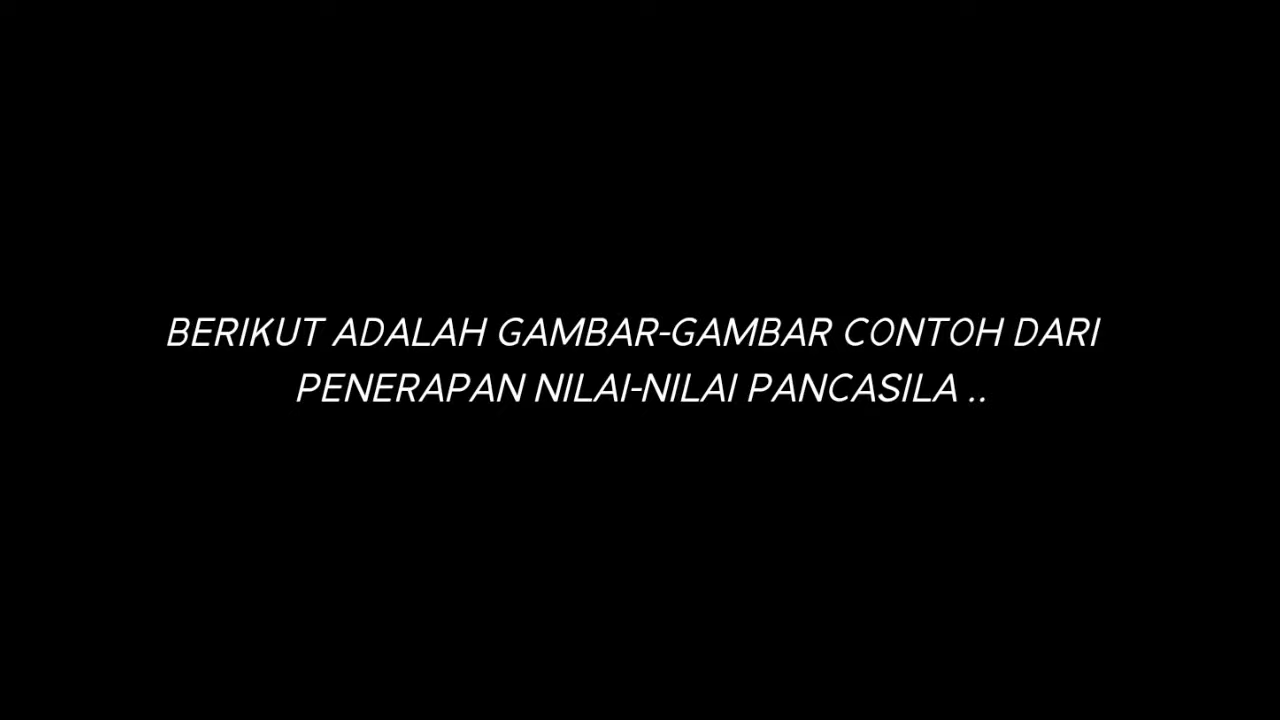 BERIKUT ADALAH GAMBAR-GAMBAR CONTOH DARI
PENERAPAN NILAI-NILAI PANCASILA ..